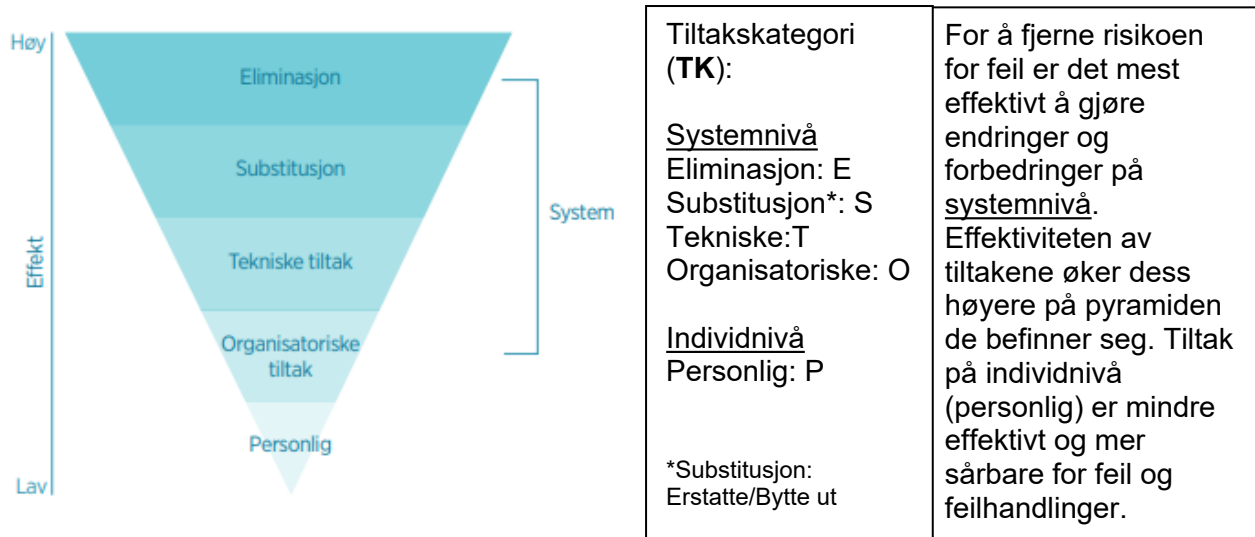 Høy
Eliminasjon
Substitusjon
System
Effekt
Tekniske tiltak
Organisatoriske
tiltak
Personlig
Lav
Tiltakskategori
(TK):
Systemnivå
Eliminasjon: E
Substitusjon*: S
Tekniske:T
Organisatoriske: O
Individnivå
Personlig: P
*Substitusjon:
Erstatte/Bytte ut
For å fjerne risikoen
for feil er det mest
effektivt å gjøre
endringer og
forbedringer på
systemnivå.
Effektiviteten av
tiltakene øker dess
høyere på pyramiden
de befinner seg. Tiltak
på individnivå
(personlig) er mindre
effektivt og mer
sårbare for feil og
feilhandlinger.